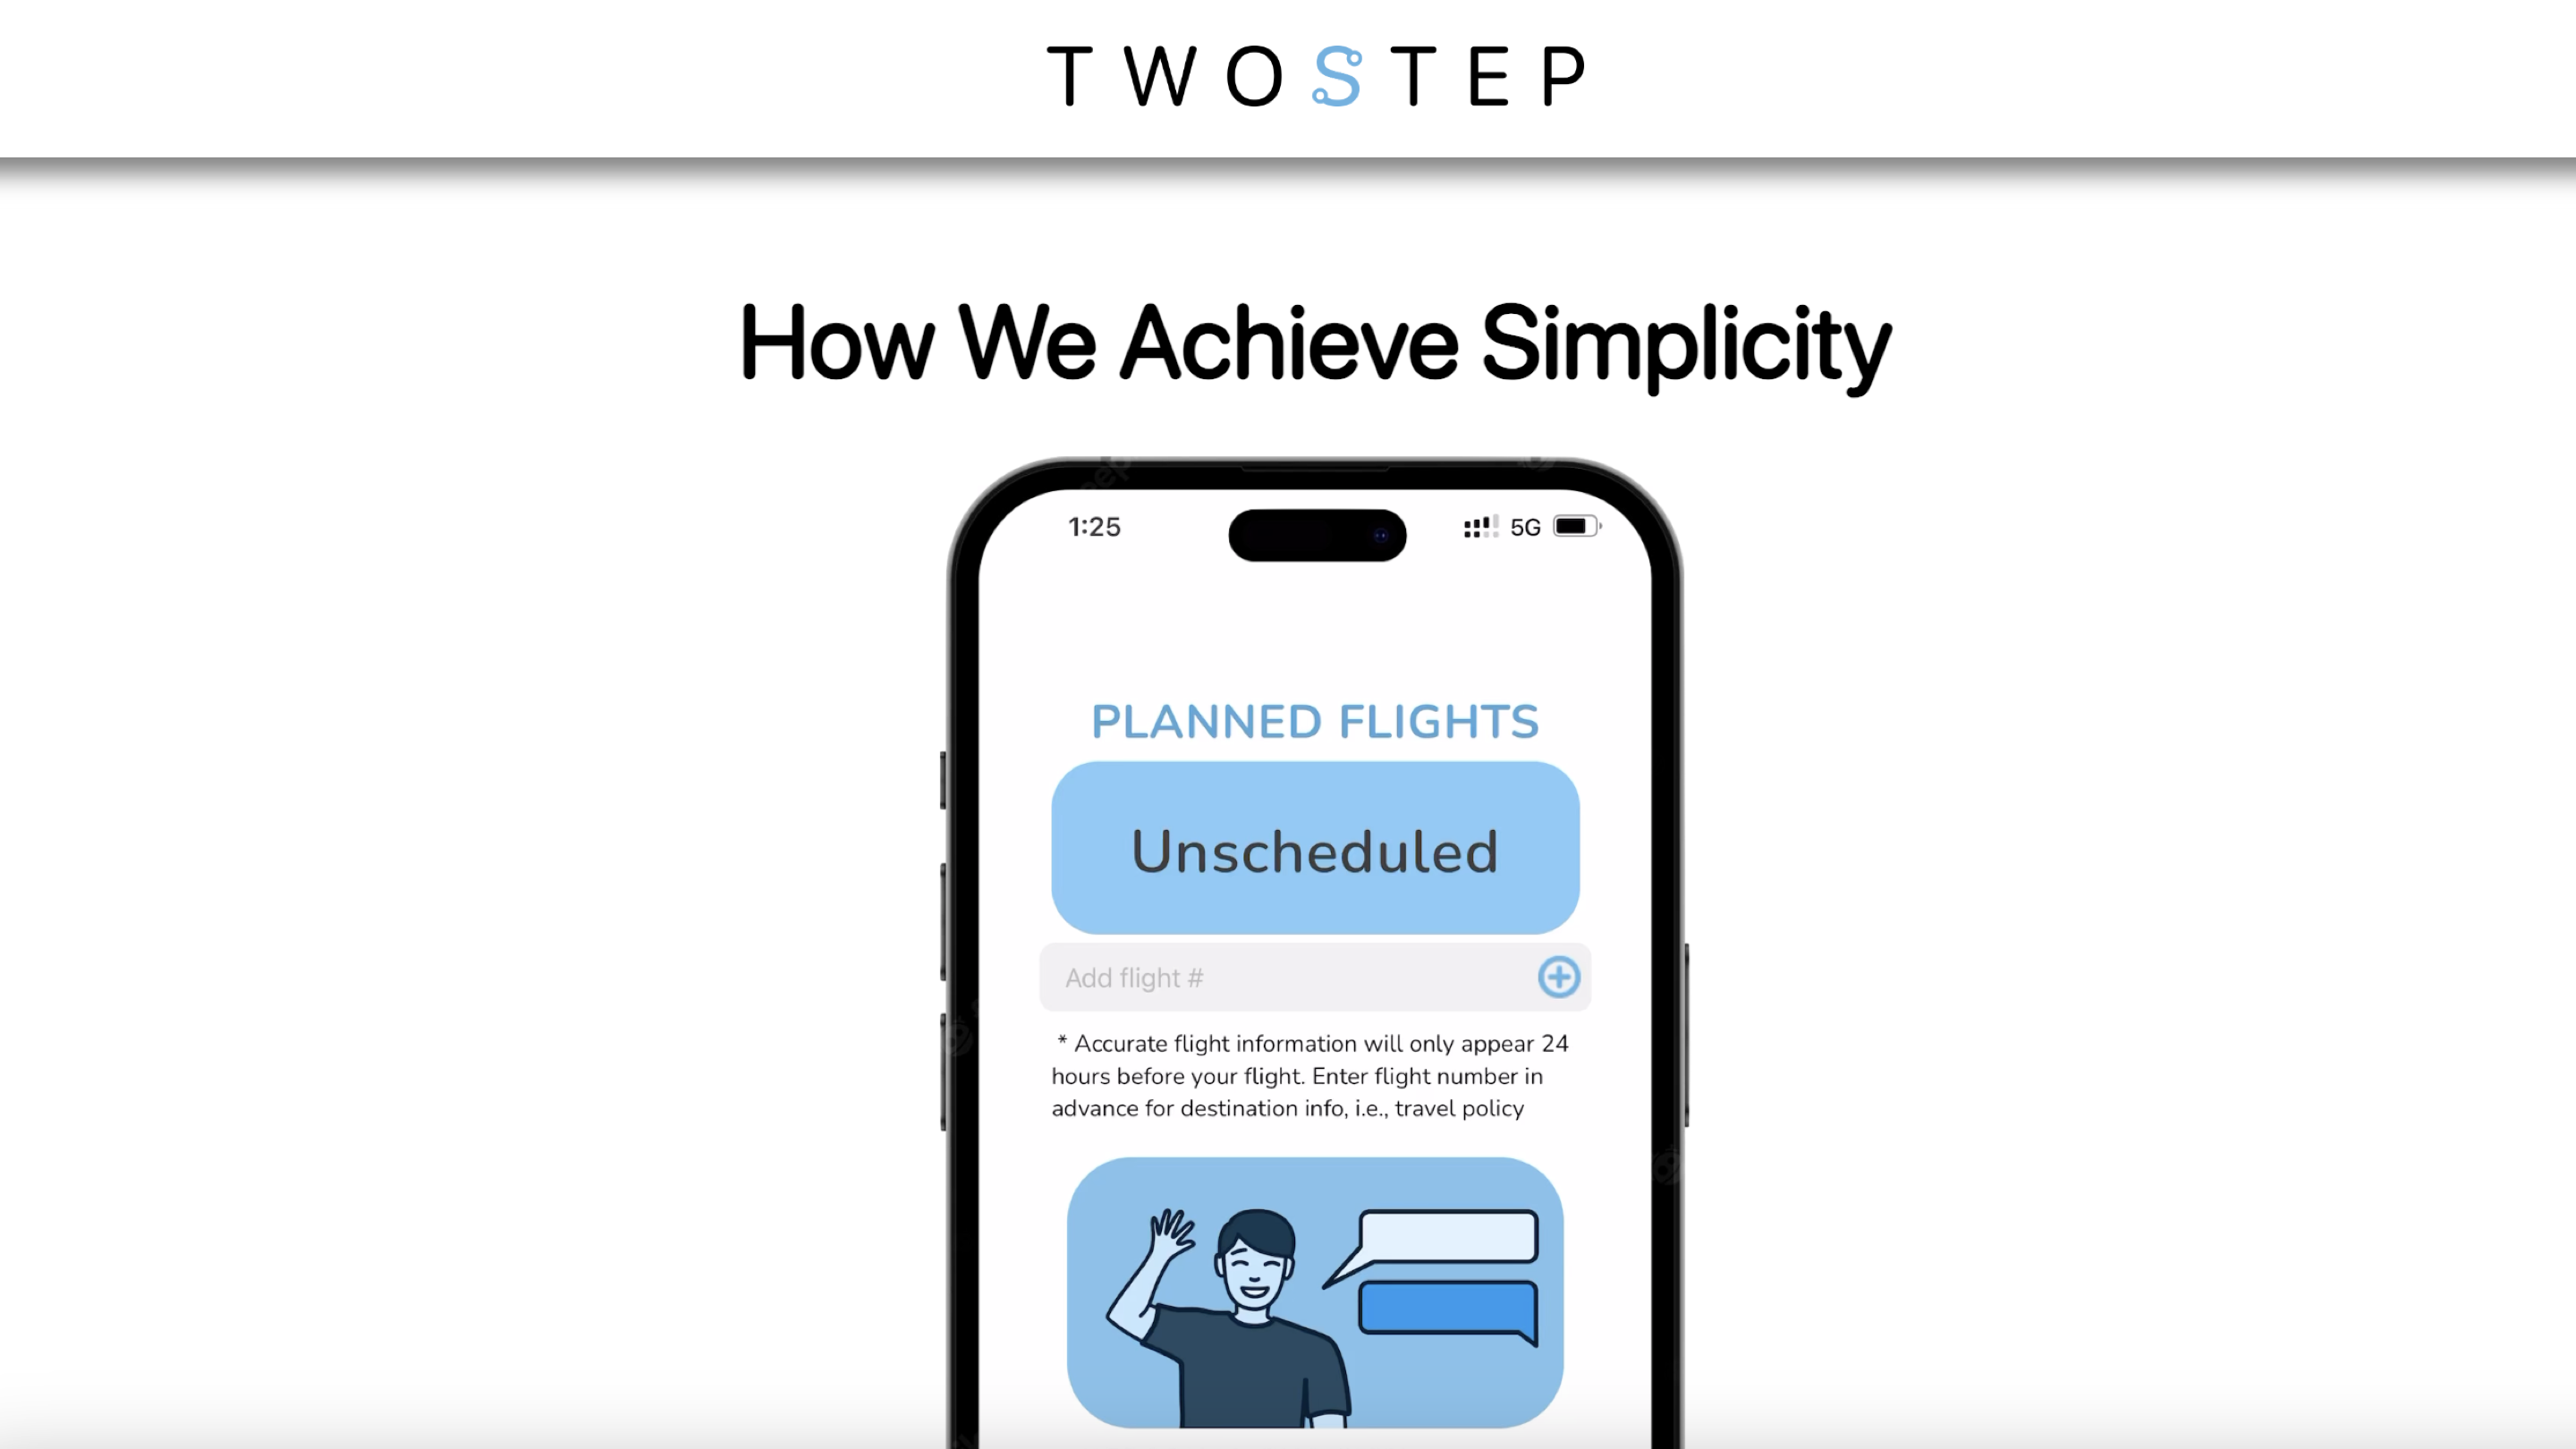 TWOSTEP
How We Achieve Simplicity
1:25
5G
PLANNED FLIGHTS
Unscheduled
Add flight #
* Accurate flight information will only appear 24
hours before your flight. Enter flight number in
advance for destination info, i.e., travel policy